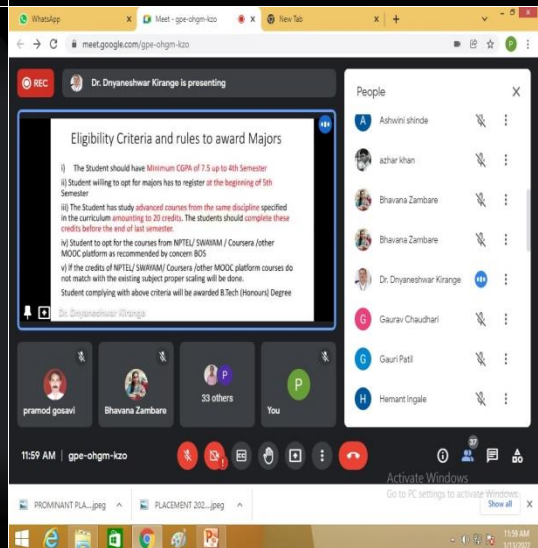 WhatsApp
Meet - gpe-ohgm-kzo
New Tab
meet.google.com/gpe-ohgm-kzo
P
REC
Dr. Dnyaneshwar Kirange is presenting
Eligibility Criteria and rules to award Majors
i) The Student should have Minimum CGPA of 7.5 up to 4th Semester
ii) Student willing to opt for majors has to register at the beginning of 5th
Semester
iii) The Student has study advanced courses from the same discipline specified
in the curriculum amounting to 20 credits. The students should complete these
credits before the end of last semester.
iv) Student to opt for the courses from NPTEL/ SWAYAM / Coursera /other
MOOC platform as recommended by concern BOS
v) If the credits of NPTEL/ SWAYAM/ Coursera /other MOOC platform courses do
not match with the existing subject proper scaling will be done.
Student complying with above criteria will be awarded B.Tech (Honours) Degree
Dr. Dnyaneshwar Kirange
pramod gosavi
Bhavana Zambare
P
33 others
P
You
People
A Ashwini shinde
azhar khan
Bhavana Zambare
Bhavana Zambare
Dr. Dnyaneshwar Kirange
G Gaurav Chaudhari
G Gauri Patil
H Hemant Ingale
11:59 AM | gpe-ohgm-kzo
37
Activate Windows
Go to PC settings to activate Windows.
PROMINANT PLA....jpeg
PLACEMENT 202....jpeg
Show all
11:59 AM
1/13/2022